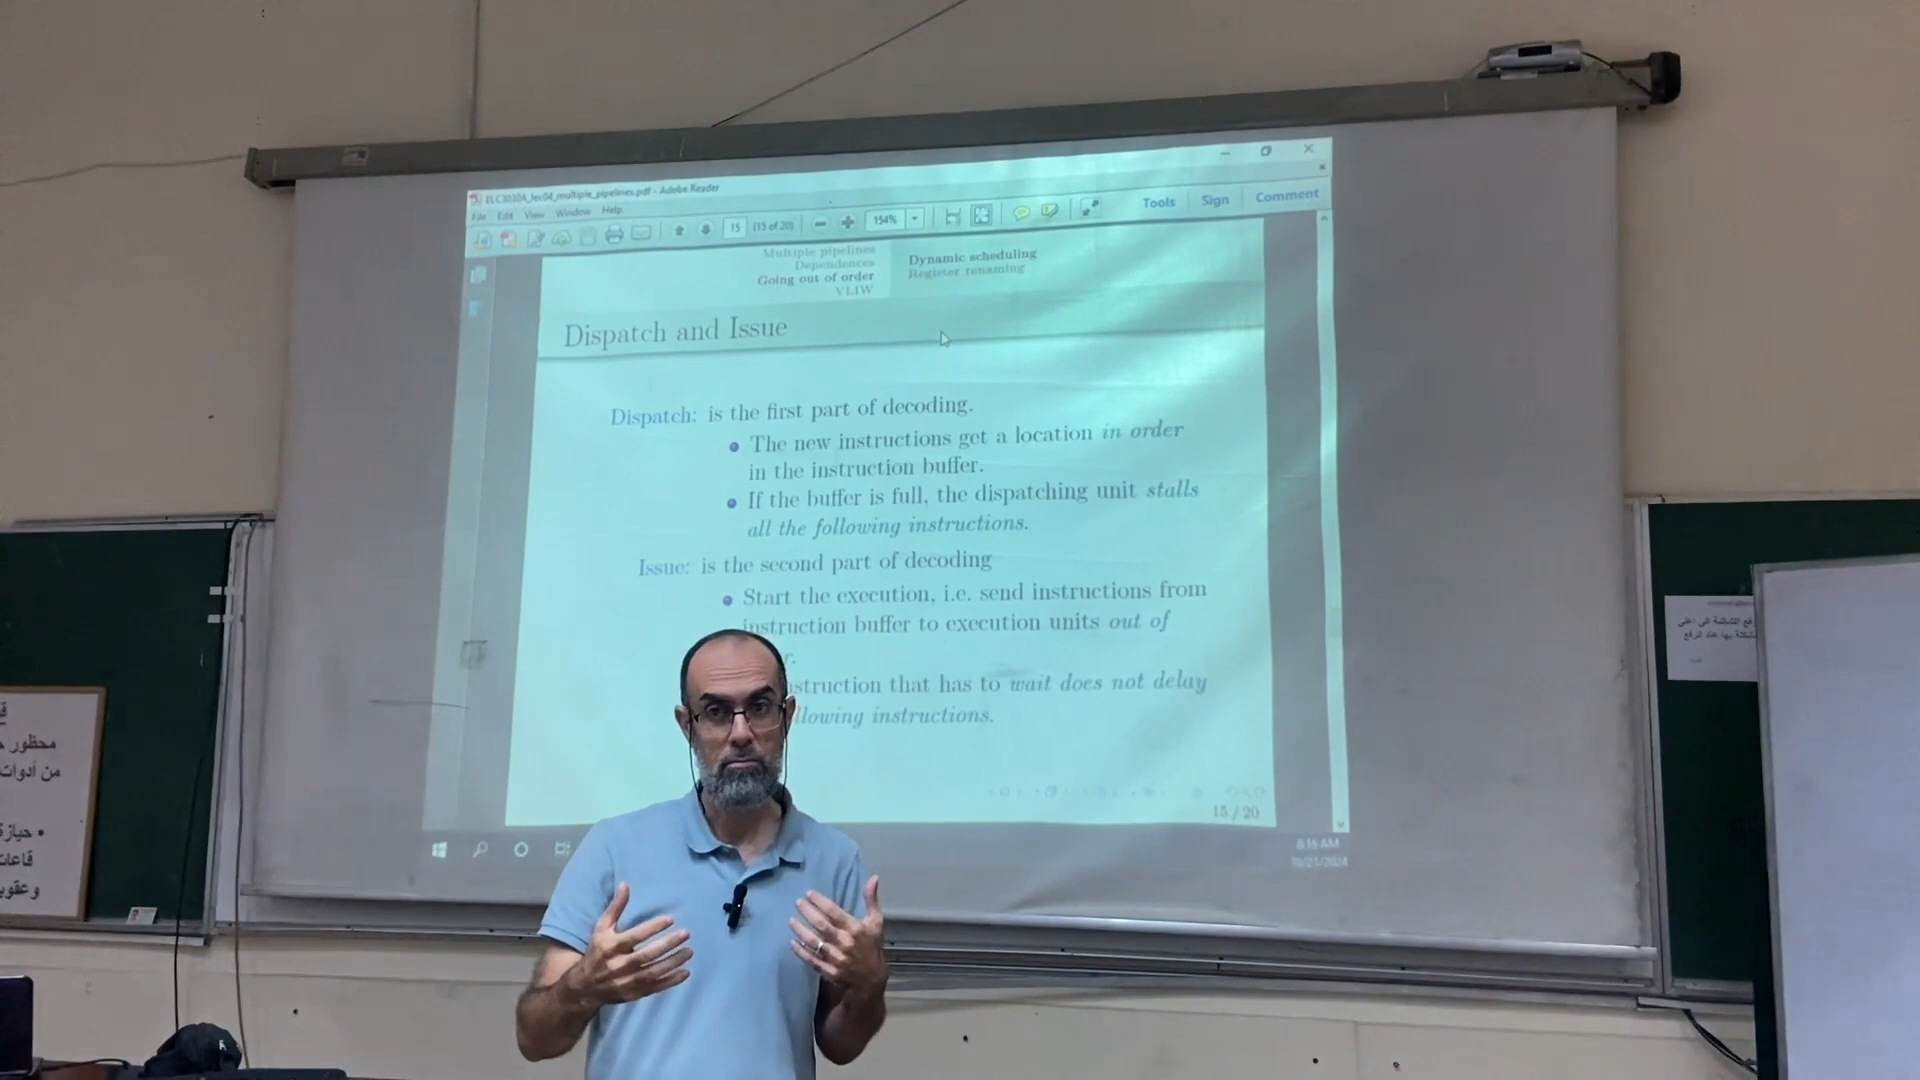 ELC3030A_lec04_multiple_pipelines.pdf - Adobe Reader
File Edit View Window Help
15 (15 of 20) 154% Tools Sign Comment
Multiple pipelines
Dependences
Going out of order
VLIW
Dynamic scheduling
Register renaming
Dispatch and Issue
Dispatch: is the first part of decoding.
The new instructions get a location in order
in the instruction buffer.
If the buffer is full, the dispatching unit stalls
all the following instructions.
Issue: is the second part of decoding
Start the execution, i.e. send instructions from
instruction buffer to execution units out of
r.
struction that has to wait does not delay
llowing instructions.
15 / 20
8:16 AM
10/21/2024
محظور
من أدوات
• حيازة
قاعات